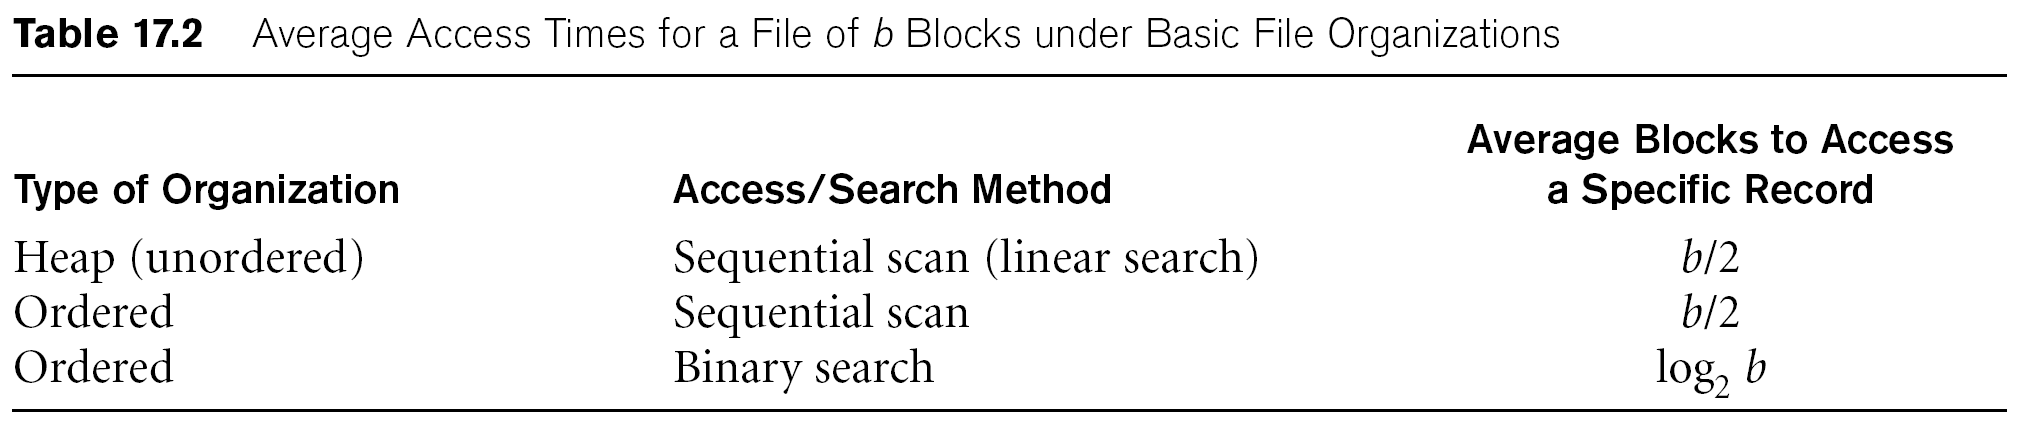 Table 17.2 Average Access Times for a File of b Blocks under Basic File Organizations
Average Blocks to Access
Type of Organization Access/Search Method a Specific Record
Heap (unordered) Sequential scan (linear search) b/2
Ordered Sequential scan b/2
Ordered Binary search log₂ b